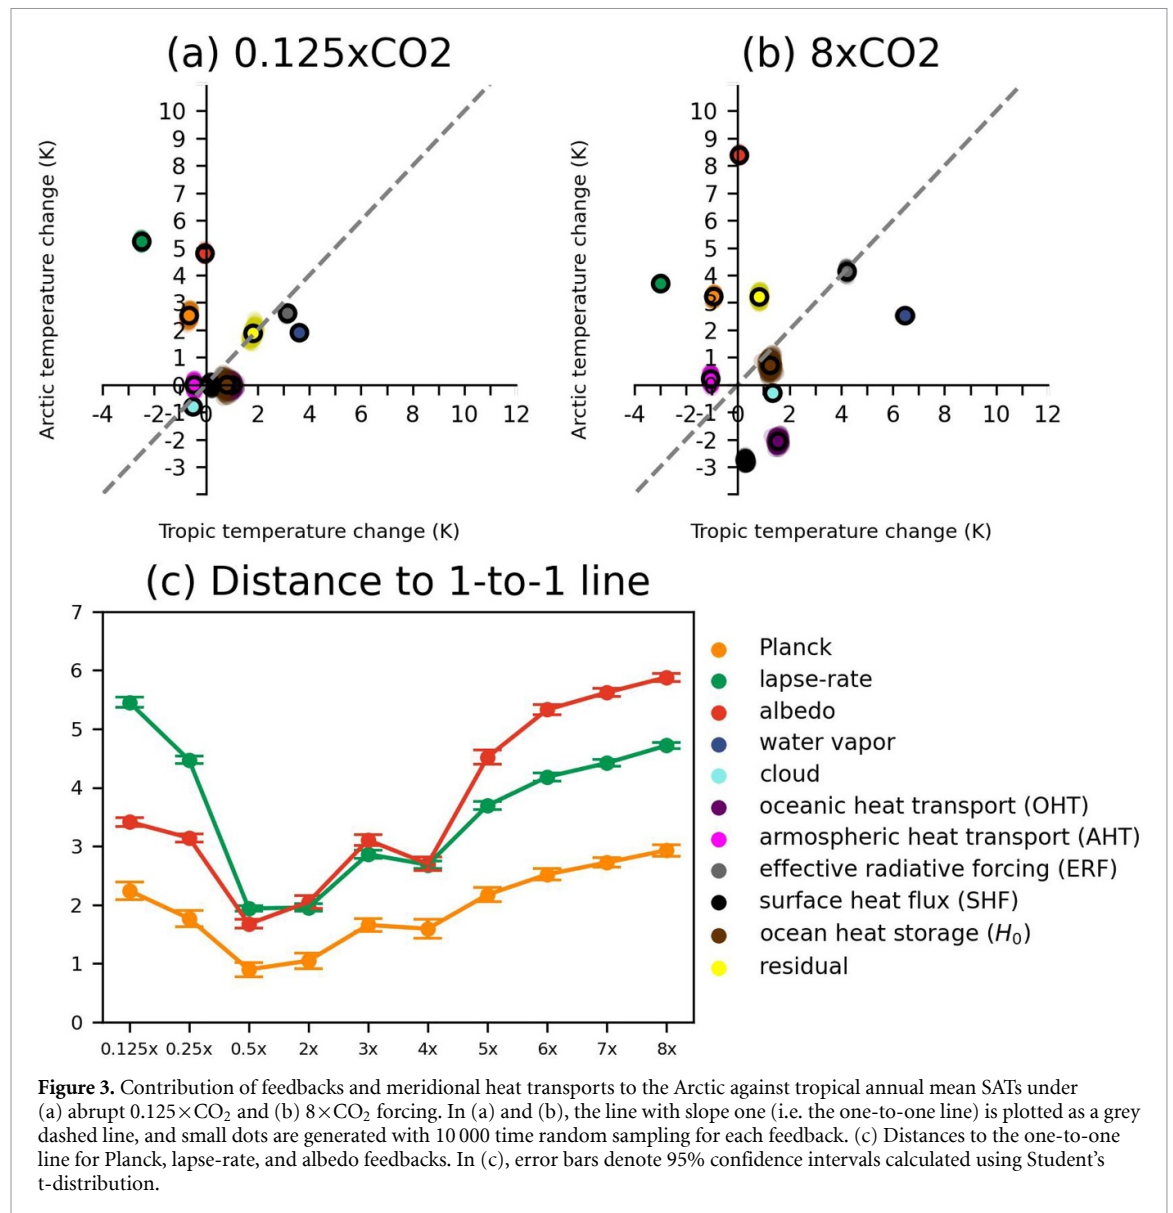 (a) 0.125xCO2
(b) 8xCO2
Arctic temperature change (K)
10
9
8
7
6
5
4
3
2
1
0
-1
-2
-3
-4
-2
0
2
4
6
8
10
12
Tropic temperature change (K)
Arctic temperature change (K)
10
9
8
7
6
5
4
3
2
1
0
-1
-2
-3
-4
-2
0
2
4
6
8
10
12
Tropic temperature change (K)
(c) Distance to 1-to-1 line
7
6
5
4
3
2
1
0
0.125x 0.25x 0.5x 2x 3x 4x 5x 6x 7x 8x
Planck
lapse-rate
albedo
water vapor
cloud
oceanic heat transport (OHT)
armospheric heat transport (AHT)
effective radiative forcing (ERF)
surface heat flux (SHF)
ocean heat storage (H₀)
residual
Figure 3. Contribution of feedbacks and meridional heat transports to the Arctic against tropical annual mean SATs under
(a) abrupt 0.125×CO₂ and (b) 8×CO₂ forcing. In (a) and (b), the line with slope one (i.e. the one-to-one line) is plotted as a grey
dashed line, and small dots are generated with 10 000 time random sampling for each feedback. (c) Distances to the one-to-one
line for Planck, lapse-rate, and albedo feedbacks. In (c), error bars denote 95% confidence intervals calculated using Student's
t-distribution.